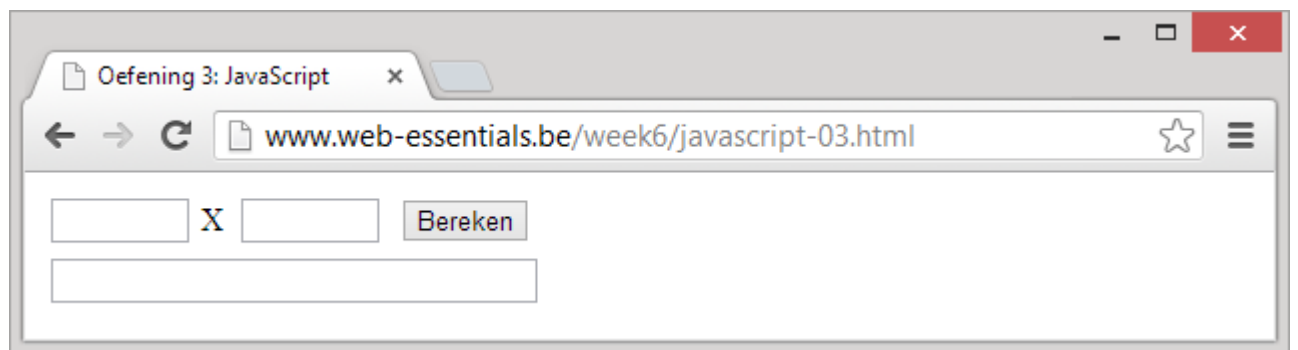 Oefening 3: JavaScript
www.web-essentials.be/week6/javascript-03.html
X Bereken